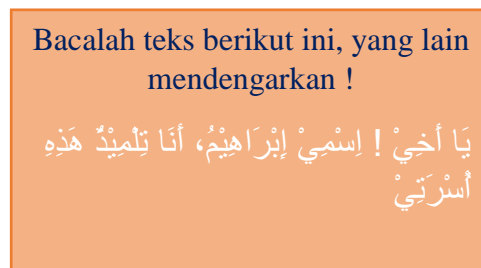 Bacalah teks berikut ini, yang lain
mendengarkan !
يَا أَخِيْ ! اِسْمِيْ إِبْرَاهِيْمُ، أَنَا تِلْمِيْذٌ هَذِهِ
أُسْرَتِيْ